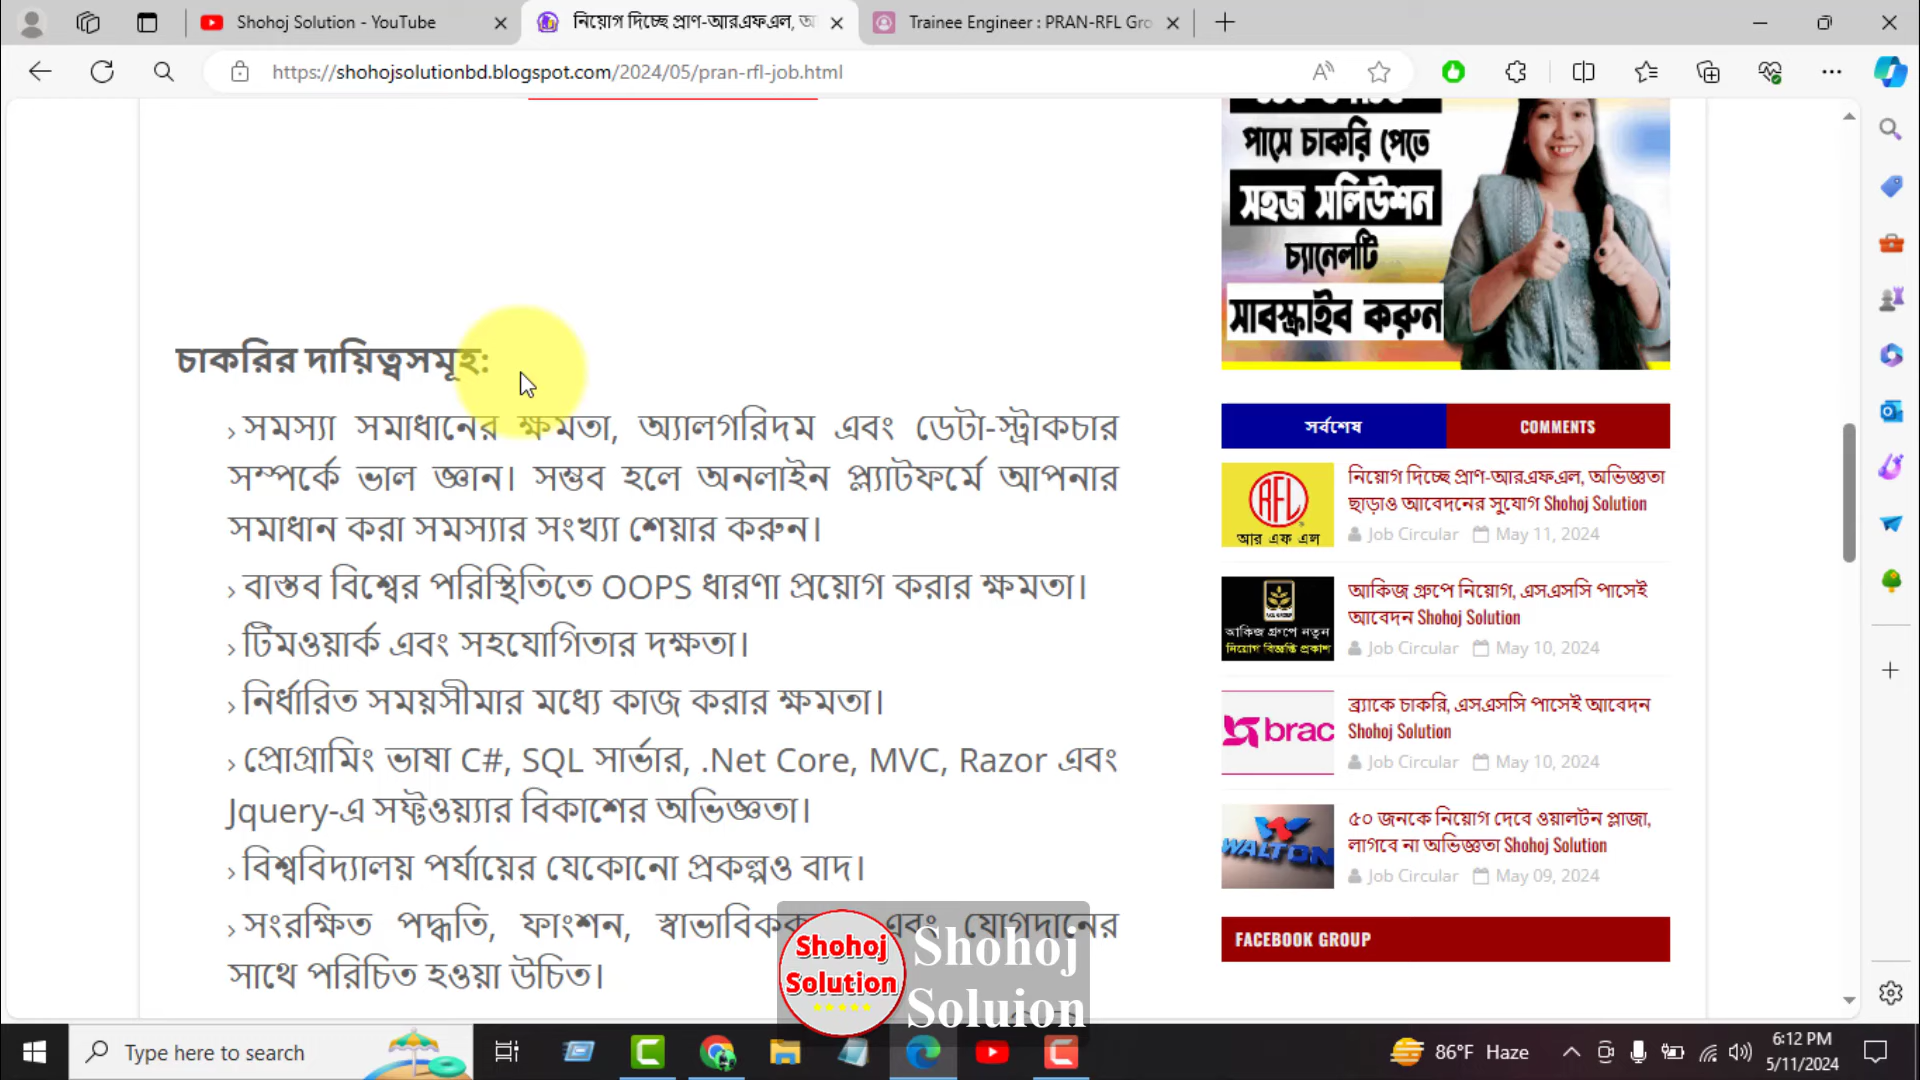 Shohoj Solution - YouTube
নিয়োগ দিচ্ছে প্রাণ-আরএফএল, অ
Trainee Engineer : PRAN-RFL Gro
https://shohojsolutionbd.blogspot.com/2024/05/pran-rfl-job.html
চাকরির দায়িত্বসমূহ:
› সমস্যা সমাধানের ক্ষমতা, অ্যালগরিদম এবং ডেটা-স্ট্রাকচার
সম্পর্কে ভাল জ্ঞান। সম্ভব হলে অনলাইন প্ল্যাটফর্মে আপনার
সমাধান করা সমস্যার সংখ্যা শেয়ার করুন।
› বাস্তব বিশ্বের পরিস্থিতিতে OOPS ধারণা প্রয়োগ করার ক্ষমতা।
› টিমওয়ার্ক এবং সহযোগিতার দক্ষতা।
› নির্ধারিত সময়সীমার মধ্যে কাজ করার ক্ষমতা।
› প্রোগ্রামিং ভাষা C#, SQL সার্ভার, .Net Core, MVC, Razor এবং
Jquery-এ সফ্টওয়্যার বিকাশের অভিজ্ঞতা।
› বিশ্ববিদ্যালয় পর্যায়ের যেকোনো প্রকল্পও বাদ।
› সংরক্ষিত পদ্ধতি, ফাংশন, এবং যোগদানের
সাথে পরিচিত হওয়া উচিত।
পাসে চাকরি পেতে
সহজ সলিউশন
চ্যানেলটি
সাবস্ক্রাইব করুন
সর্বশেষ COMMENTS
RFL
আর এফ এল
নিয়োগ দিচ্ছে প্রাণ-আরএফএল, অভিজ্ঞতা
ছাড়াও আবেদনের সুযোগ Shohoj Solution
Job Circular May 11, 2024
আকিজ গ্রুপে নতুন
নিয়োগ বিজ্ঞপ্তি প্রকাশ
আকিজ গ্রুপে নিয়োগ, এসএসসি পাসেই
আবেদন Shohoj Solution
Job Circular May 10, 2024
brac
ব্র্যাকে চাকরি, এসএসসি পাসেই আবেদন
Shohoj Solution
Job Circular May 10, 2024
WALTON
৫০ জনকে নিয়োগ দেবে ওয়ালটন প্লাজা,
লাগবে না অভিজ্ঞতা Shohoj Solution
Job Circular May 09, 2024
FACEBOOK GROUP
Shohoj
Solution
Shohoj
Soluion
Type here to search
86°F Haze
6:12 PM
5/11/2024